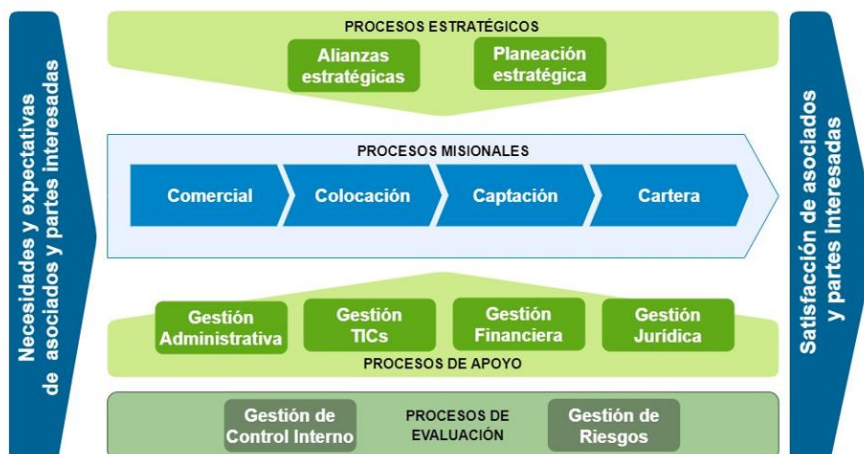 Necesidades y expectativas
de asociados y partes interesadas
PROCESOS ESTRATÉGICOS
Alianzas
estratégicas
Planeación
estratégica
PROCESOS MISIONALES
Comercial
Colocación
Captación
Cartera
Gestión
Administrativa
Gestión
TICs
Gestión
Financiera
Gestión
Jurídica
PROCESOS DE APOYO
Gestión de
Control Interno
PROCESOS DE
EVALUACIÓN
Gestión de
Riesgos
Satisfacción de asociados
y partes interesadas